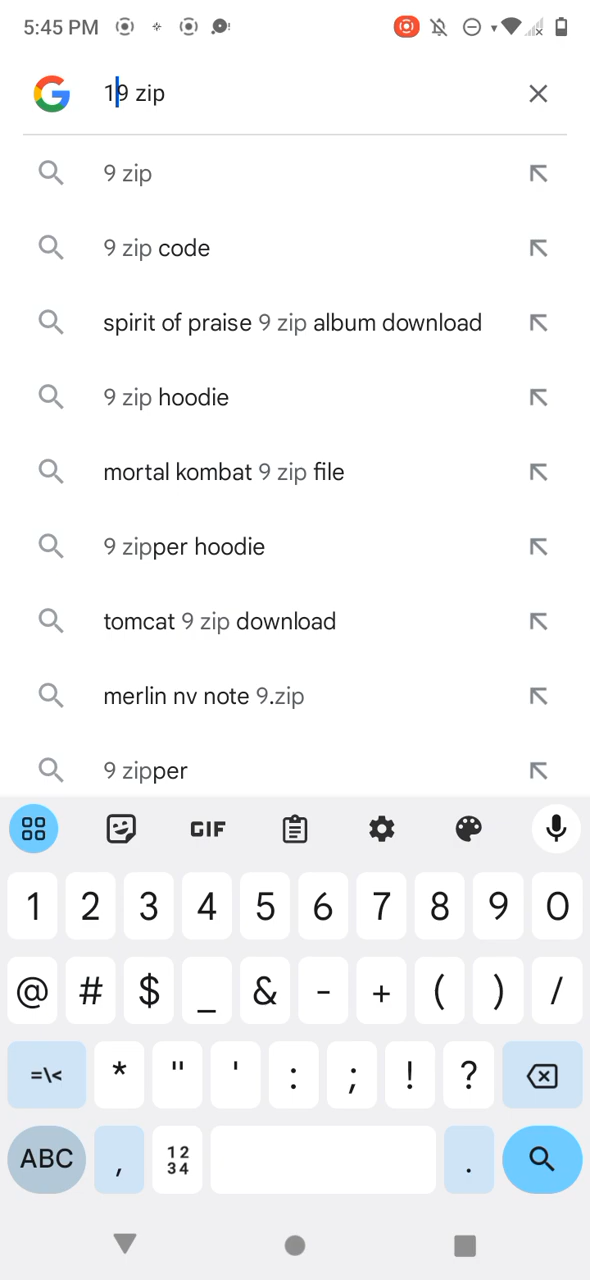 5:45 PM
19 zip
9 zip
9 zip code
spirit of praise 9 zip album download
9 zip hoodie
mortal kombat 9 zip file
9 zipper hoodie
tomcat 9 zip download
merlin nv note 9.zip
9 zipper
GIF
1 2 3 4 5 6 7 8 9 0
@ # $ _ & - + ( ) /
=\< * " ' : ; ! ?
ABC , 12 34 .